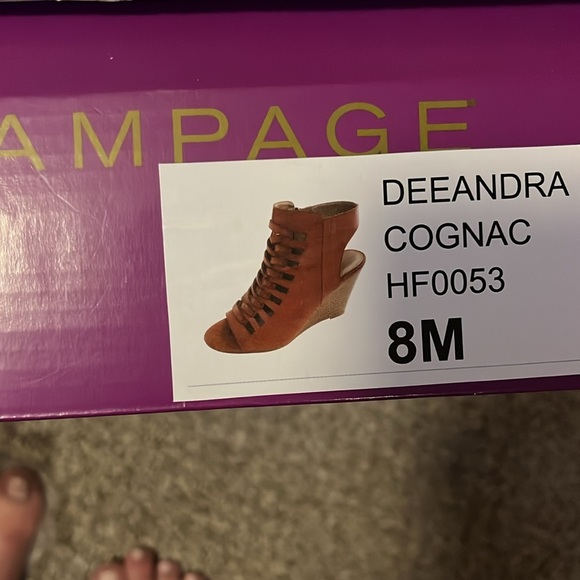 AMPAGE
DEEANDRA
COGNAC
HF0053
8M